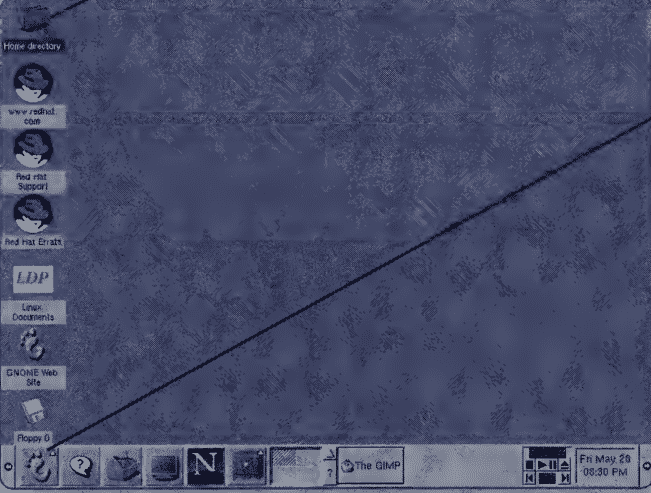 Home directory
www.redhat.
com
Red Hat
Support
Red Hat Errata
LDP
Linux
Documents
GNOME Web
Site
Floppy 0
N
?
The GIMP
Fri May 28
08:30 PM